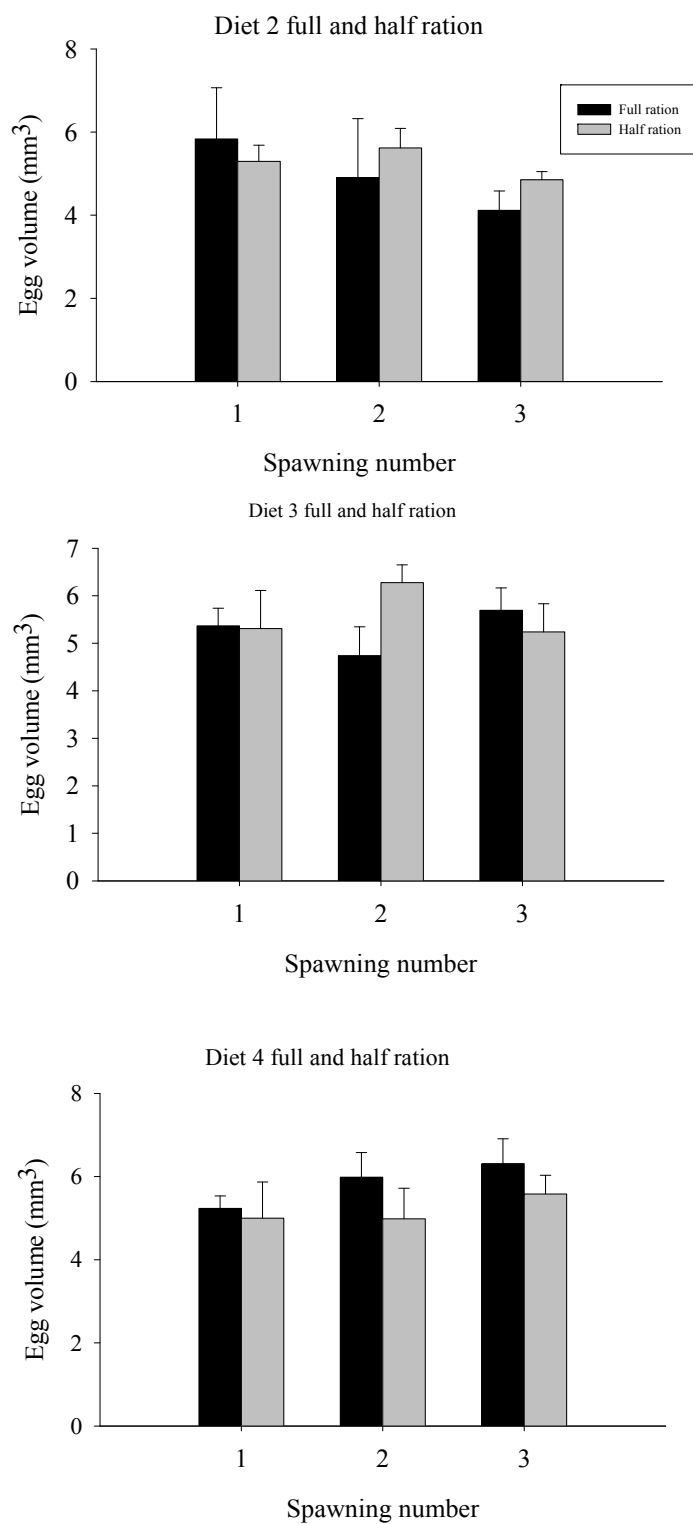 Diet 2 full and half ration
8
6
4
2
0
Egg volume (mm³)
Full ration
Half ration
1 2 3
Spawning number
Diet 3 full and half ration
7
6
5
4
3
2
1
0
Egg volume (mm³)
1 2 3
Spawning number
Diet 4 full and half ration
8
6
4
2
0
Egg volume (mm³)
1 2 3
Spawning number